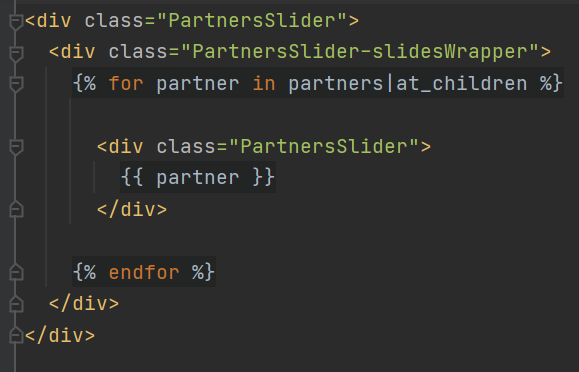 <div class="PartnersSlider">
<div class="PartnersSlider-slidesWrapper">
{% for partner in partners|at_children %}
<div class="PartnersSlider">
{{ partner }}
</div>
{% endfor %}
</div>
</div>